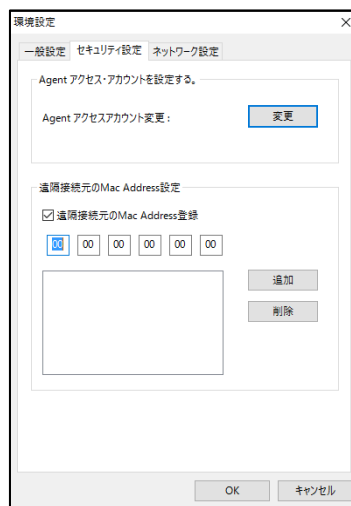 環境設定
一般設定 セキュリティ設定 ネットワーク設定
Agent アクセス・アカウントを設定する。
Agent アクセスアカウント変更 : 変更
遠隔接続元のMac Address設定
遠隔接続元のMac Address登録
00 00 00 00 00 00
追加
削除
OK キャンセル